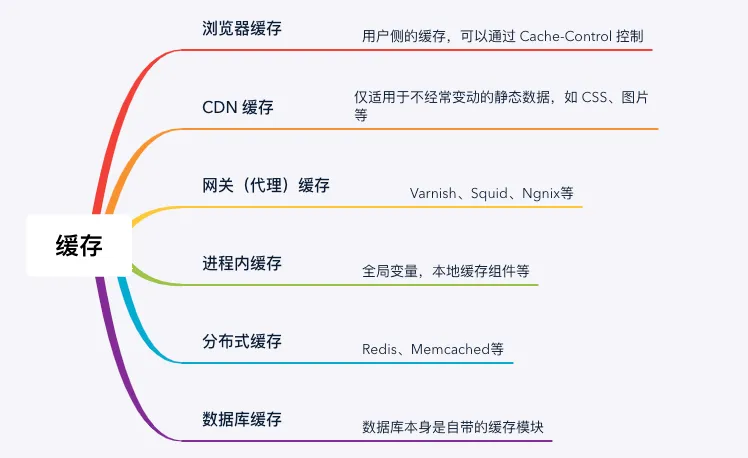 浏览器缓存
用户侧的缓存，可以通过 Cache-Control 控制
CDN 缓存
仅适用于不经常变动的静态数据，如 CSS、图片
等
网关（代理）缓存
Varnish、Squid、Ngnix等
缓存
进程内缓存
全局变量，本地缓存组件等
分布式缓存
Redis、Memcached等
数据库缓存
数据库本身是自带的缓存模块